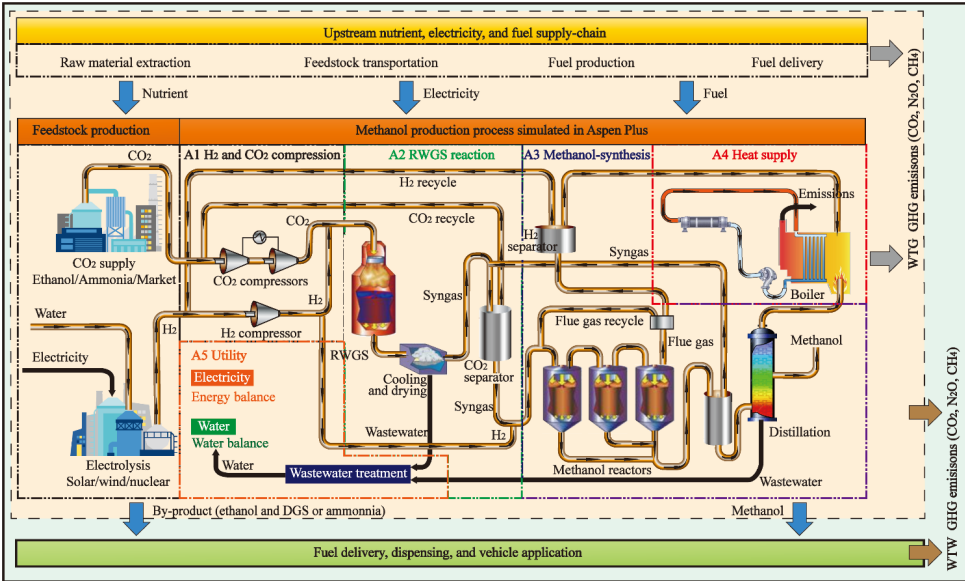 Upstream nutrient, electricity, and fuel supply-chain
Raw material extraction
Feedstock transportation
Fuel production
Fuel delivery
Nutrient
Electricity
Fuel
Feedstock production
Methanol production process simulated in Aspen Plus
CO₂
A1 H₂ and CO₂ compression
A2 RWGS reaction
A3 Methanol-synthesis
A4 Heat supply
H₂ recycle
CO₂ recycle
CO₂
Emissions
H₂
separator
CO₂ supply
Ethanol/Ammonia/Market
CO₂ compressors
Syngas
Syngas
Boiler
Water
H₂
H₂
H₂ compressor
Flue gas recycle
Flue gas
Methanol
Electricity
A5 Utility
Electricity
Energy balance
RWGS
Cooling
and drying
CO₂
separator
Syngas
H₂
Water
Water balance
Wastewater
Distillation
Electrolysis
Solar/wind/nuclear
Water
Wastewater treatment
Methanol reactors
Wastewater
By-product (ethanol and DGS or ammonnia)
Methanol
Fuel delivery, dispensing, and vehicle application
WTG GHG emisisons (CO₂, N₂O, CH₄)
WTW GHG emisisons (CO₂, N₂O, CH₄)